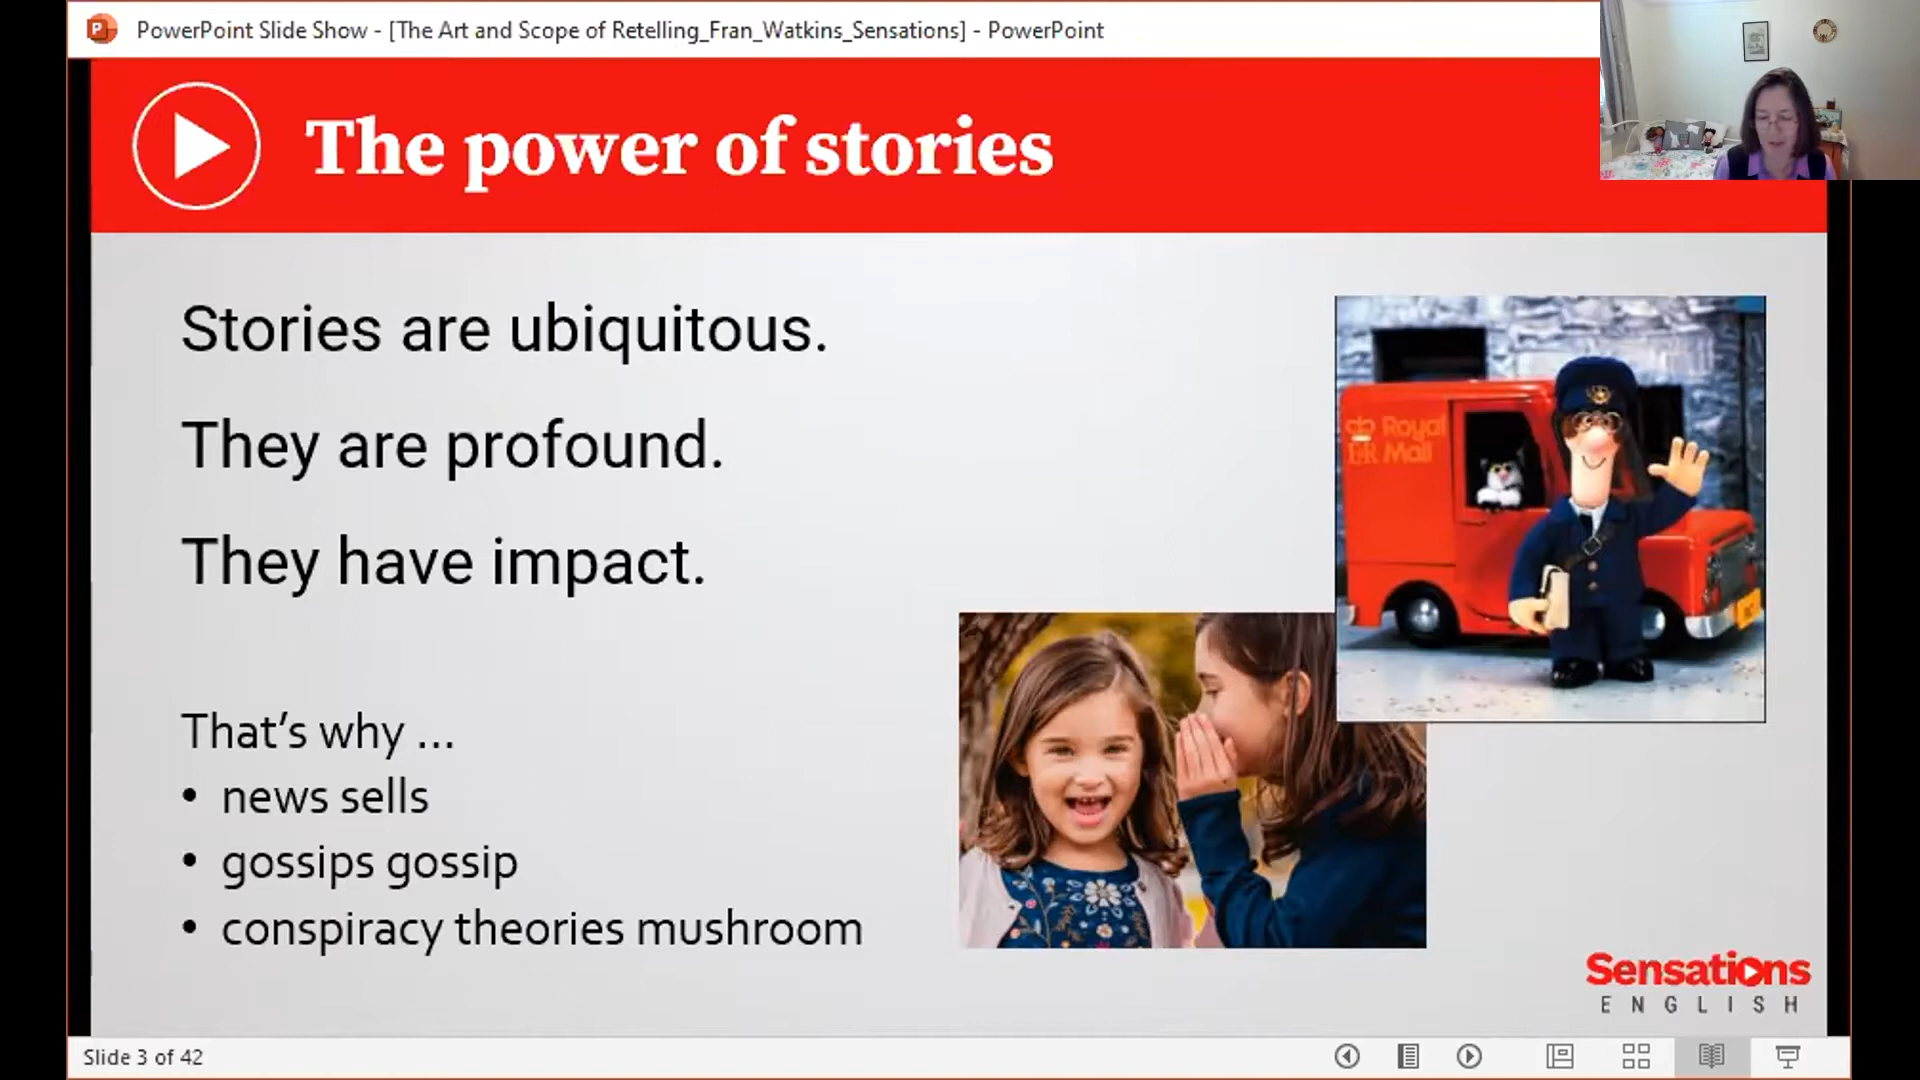 PowerPoint Slide Show - [The Art and Scope of Retelling_Fran_Watkins_Sensations] - PowerPoint
The power of stories
Stories are ubiquitous.
They are profound.
They have impact.
Royal
E R Mail
That's why ...
• news sells
• gossips gossip
• conspiracy theories mushroom
Sensations
ENGLISH
Slide 3 of 42